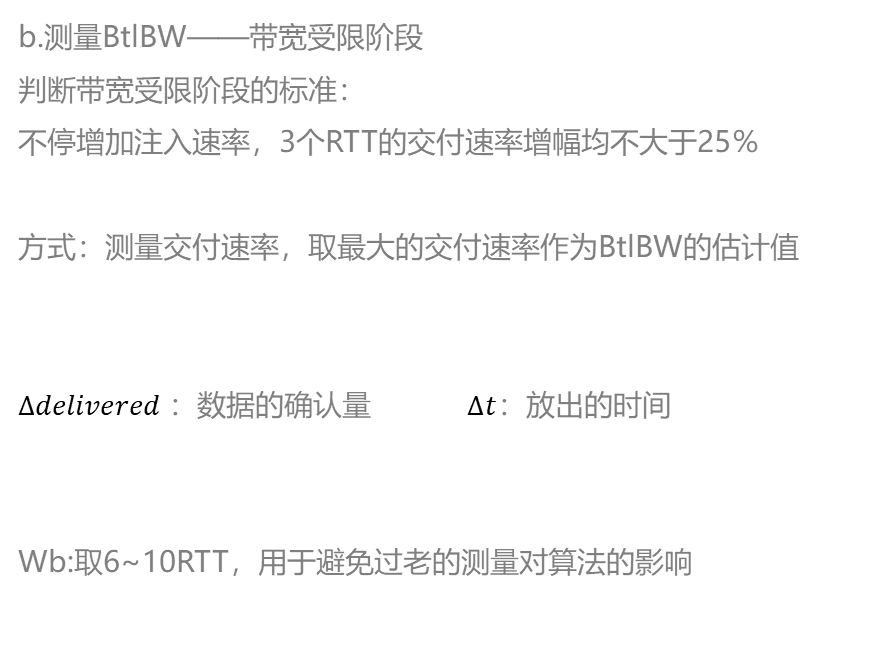 b.测量BtlBW——带宽受限阶段
判断带宽受限阶段的标准：
不停增加注入速率，3个RTT的交付速率增幅均不大于25%
方式：测量交付速率，取最大的交付速率作为BtlBW的估计值
Δdelivered ：数据的确认量 Δt：放出的时间
Wb:取6~10RTT，用于避免过老的测量对算法的影响